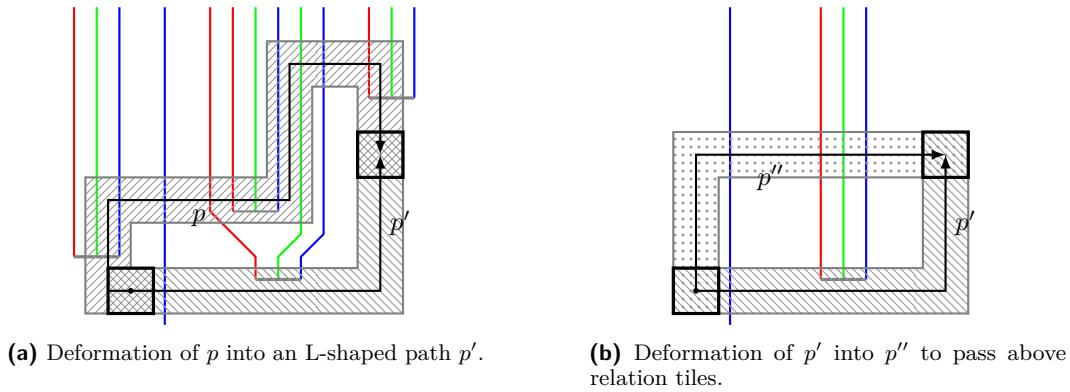 p''
p
p'
p'
(a) Deformation of p into an L-shaped path p'.
(b) Deformation of p' into p'' to pass above
relation tiles.